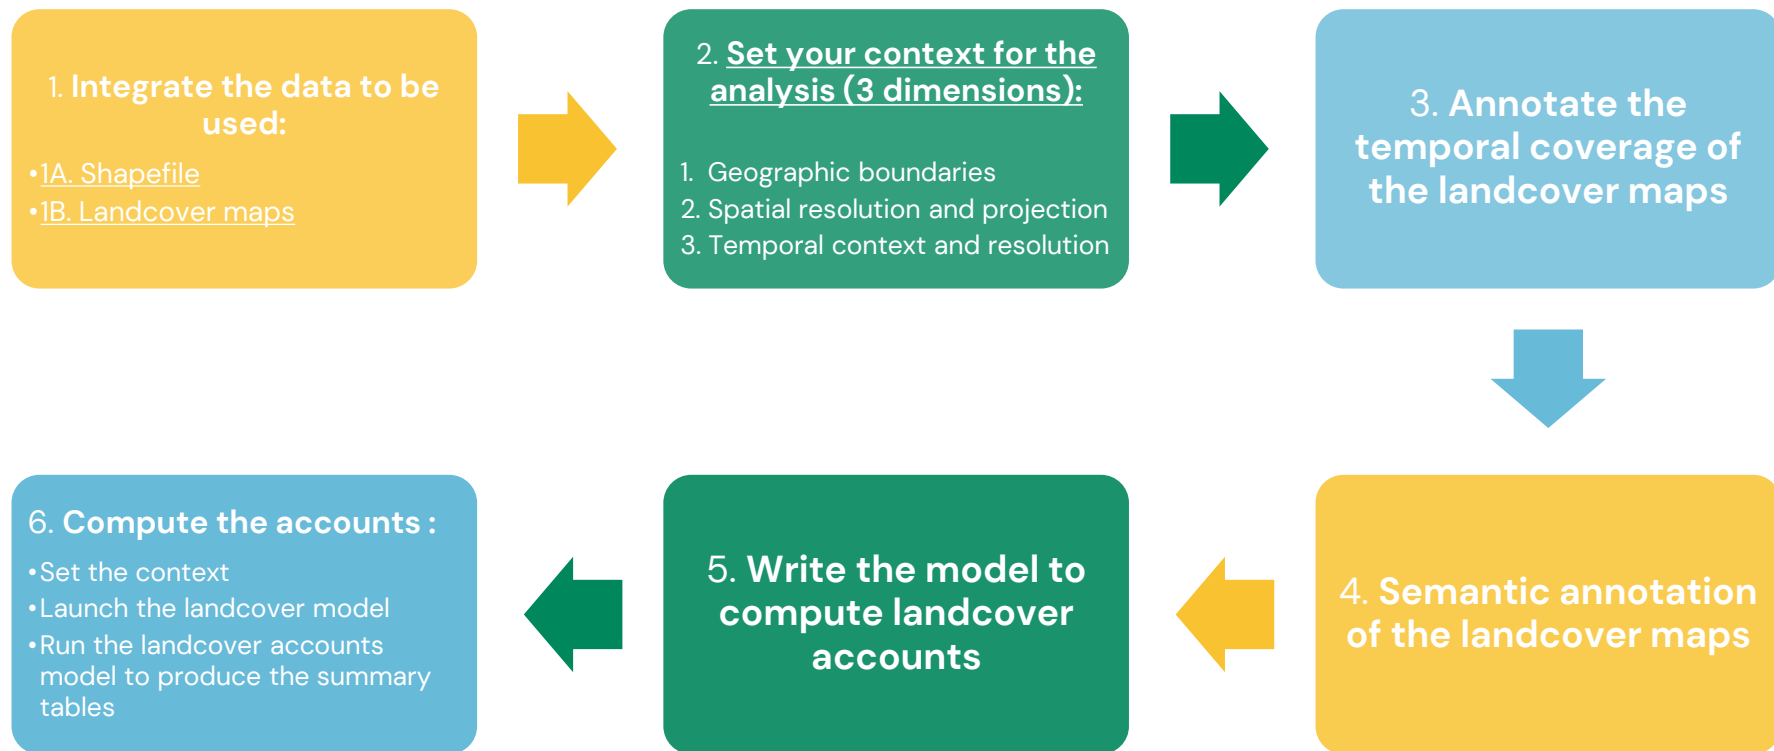 1. Integrate the data to be
used:
•1A. Shapefile
•1B. Landcover maps
2. Set your context for the
analysis (3 dimensions):
1. Geographic boundaries
2. Spatial resolution and projection
3. Temporal context and resolution
3. Annotate the
temporal coverage of
the landcover maps
4. Semantic annotation
of the landcover maps
5. Write the model to
compute landcover
accounts
6. Compute the accounts :
•Set the context
•Launch the landcover model
•Run the landcover accounts
model to produce the summary
tables